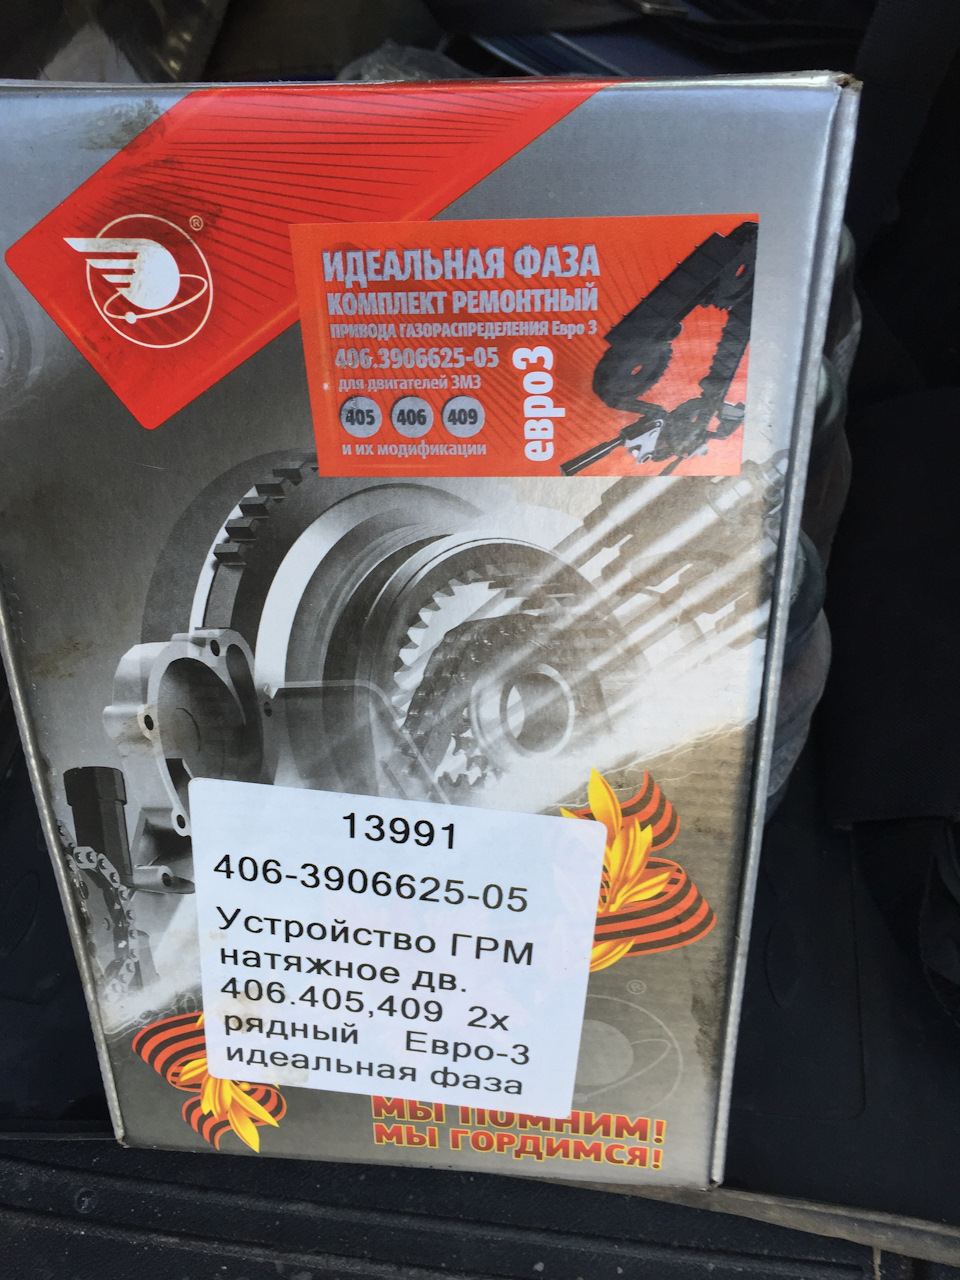 ®
ИДЕАЛЬНАЯ ФАЗА
КОМПЛЕКТ РЕМОНТНЫЙ
ПРИВОДА ГАЗОРАСПРЕДЕЛЕНИЯ Евро 3
406.3906625-05
для двигателей ЗМЗ
405 406 409
и их модификации
евро3
13991
406-3906625-05
Устройство ГРМ
натяжное дв.
406.405,409 2х
рядный Евро-3
идеальная фаза
®
МЫ ПОМНИМ!
МЫ ГОРДИМСЯ!